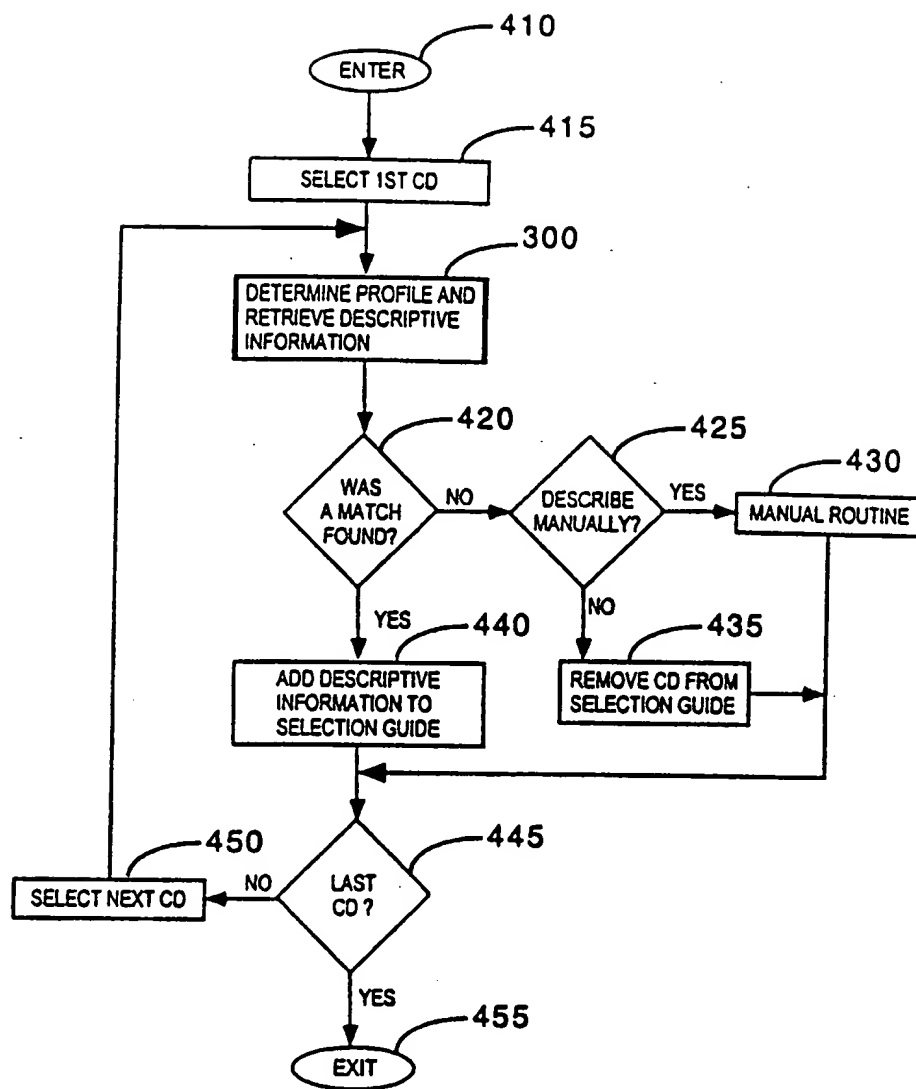 410
ENTER
415
SELECT 1ST CD
300
DETERMINE PROFILE AND
RETRIEVE DESCRIPTIVE
INFORMATION
420
WAS
A MATCH
FOUND?
NO
425
DESCRIBE
MANUALLY?
YES
430
MANUAL ROUTINE
YES
NO
440
ADD DESCRIPTIVE
INFORMATION TO
SELECTION GUIDE
435
REMOVE CD FROM
SELECTION GUIDE
450
SELECT NEXT CD
NO
445
LAST
CD ?
YES
455
EXIT